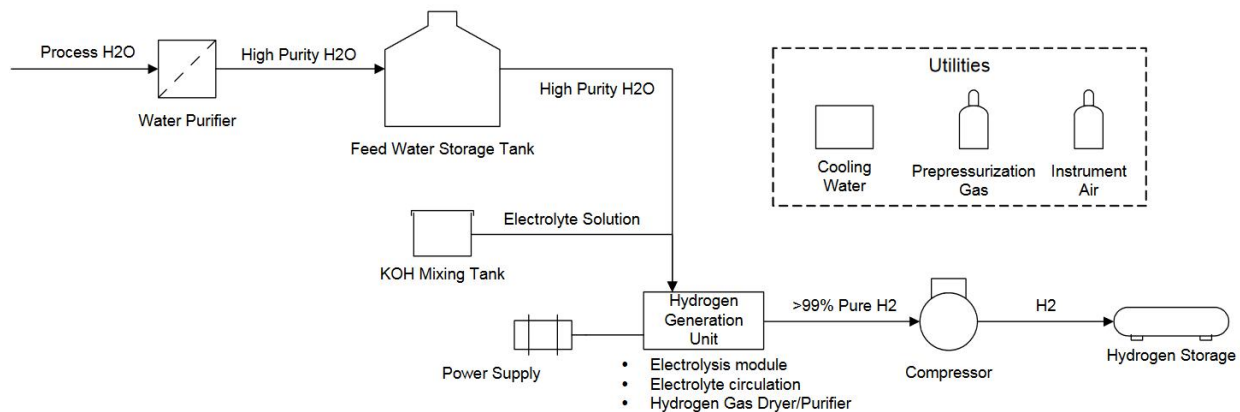 Process H2O
High Purity H2O
Water Purifier
Feed Water Storage Tank
High Purity H2O
Utilities
Cooling
Water
Prepressurization
Gas
Instrument
Air
Electrolyte Solution
KOH Mixing Tank
Power Supply
Hydrogen
Generation
Unit
• Electrolysis module
• Electrolyte circulation
• Hydrogen Gas Dryer/Purifier
>99% Pure H2
Compressor
H2
Hydrogen Storage